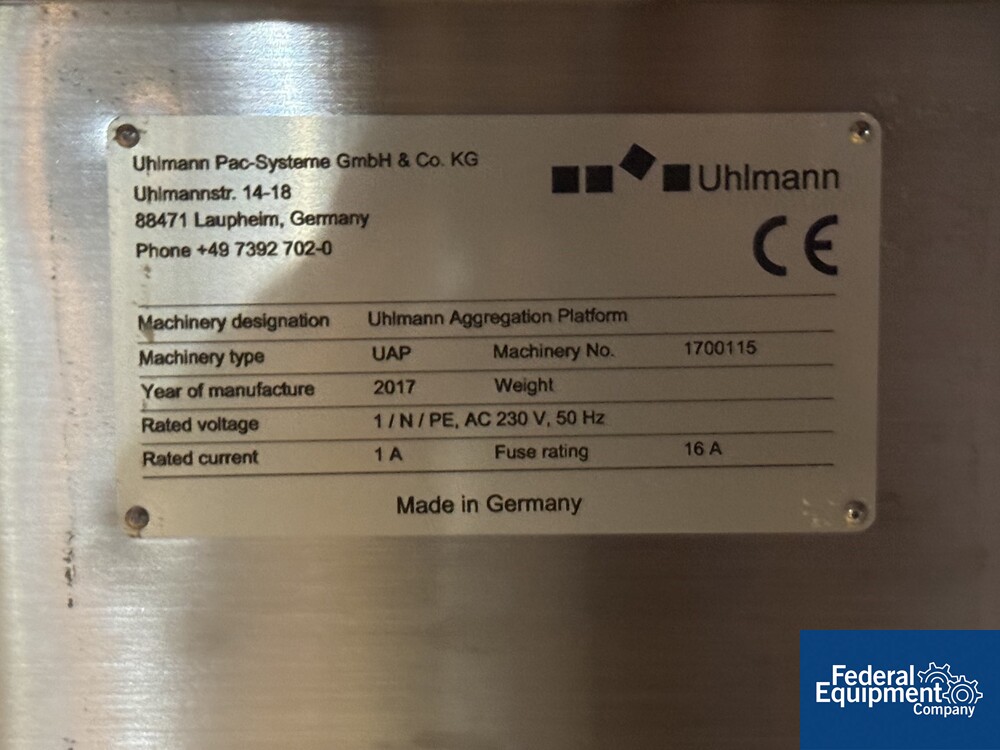 Uhlmann Pac-Systeme GmbH & Co. KG
Uhlmannstr. 14-18
88471 Laupheim, Germany
Phone +49 7392 702-0
Uhlmann
CE
Machinery designation Uhlmann Aggregation Platform
Machinery type UAP Machinery No. 1700115
Year of manufacture 2017 Weight
Rated voltage 1 / N / PE, AC 230 V, 50 Hz
Rated current 1 A Fuse rating 16 A
Made in Germany
Federal
Equipment
Company